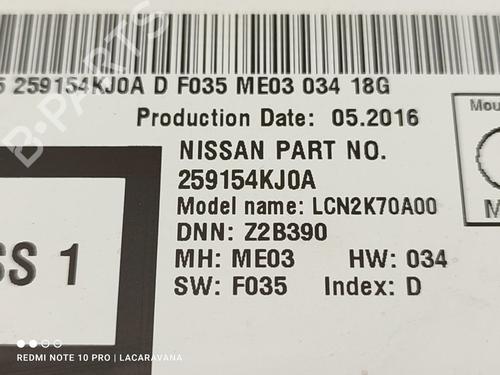 259154KJ0A D F035 ME03 034 18G
Production Date: 05.2016
NISSAN PART NO.
259154KJ0A
Model name: LCN2K70A00
DNN: Z2B390
MH: ME03 HW: 034
SW: F035 Index: D
SS 1
Mou
M
B-PARTS
REDMI NOTE 10 PRO | LACARAVANA